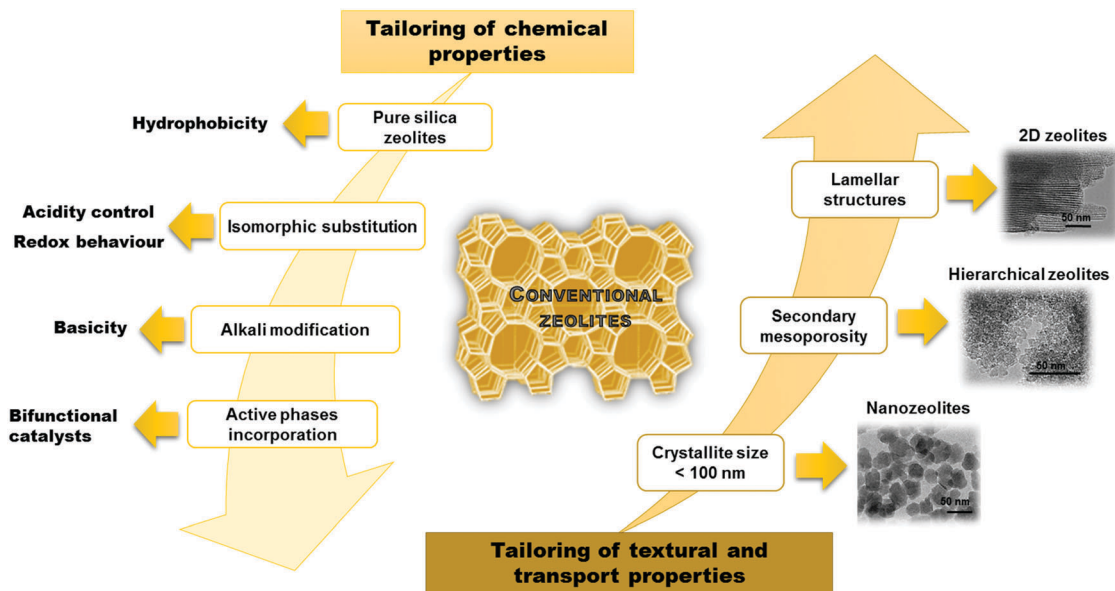 Tailoring of chemical
properties
Hydrophobicity
Pure silica
zeolites
Acidity control
Redox behaviour
Isomorphic substitution
Basicity
Alkali modification
Bifunctional
catalysts
Active phases
incorporation
CONVENTIONAL
ZEOLITES
2D zeolites
Lamellar
structures
50 nm
Hierarchical zeolites
Secondary
mesoporosity
50 nm
Nanozeolites
Crystallite size
< 100 nm
50 nm
Tailoring of textural and
transport properties